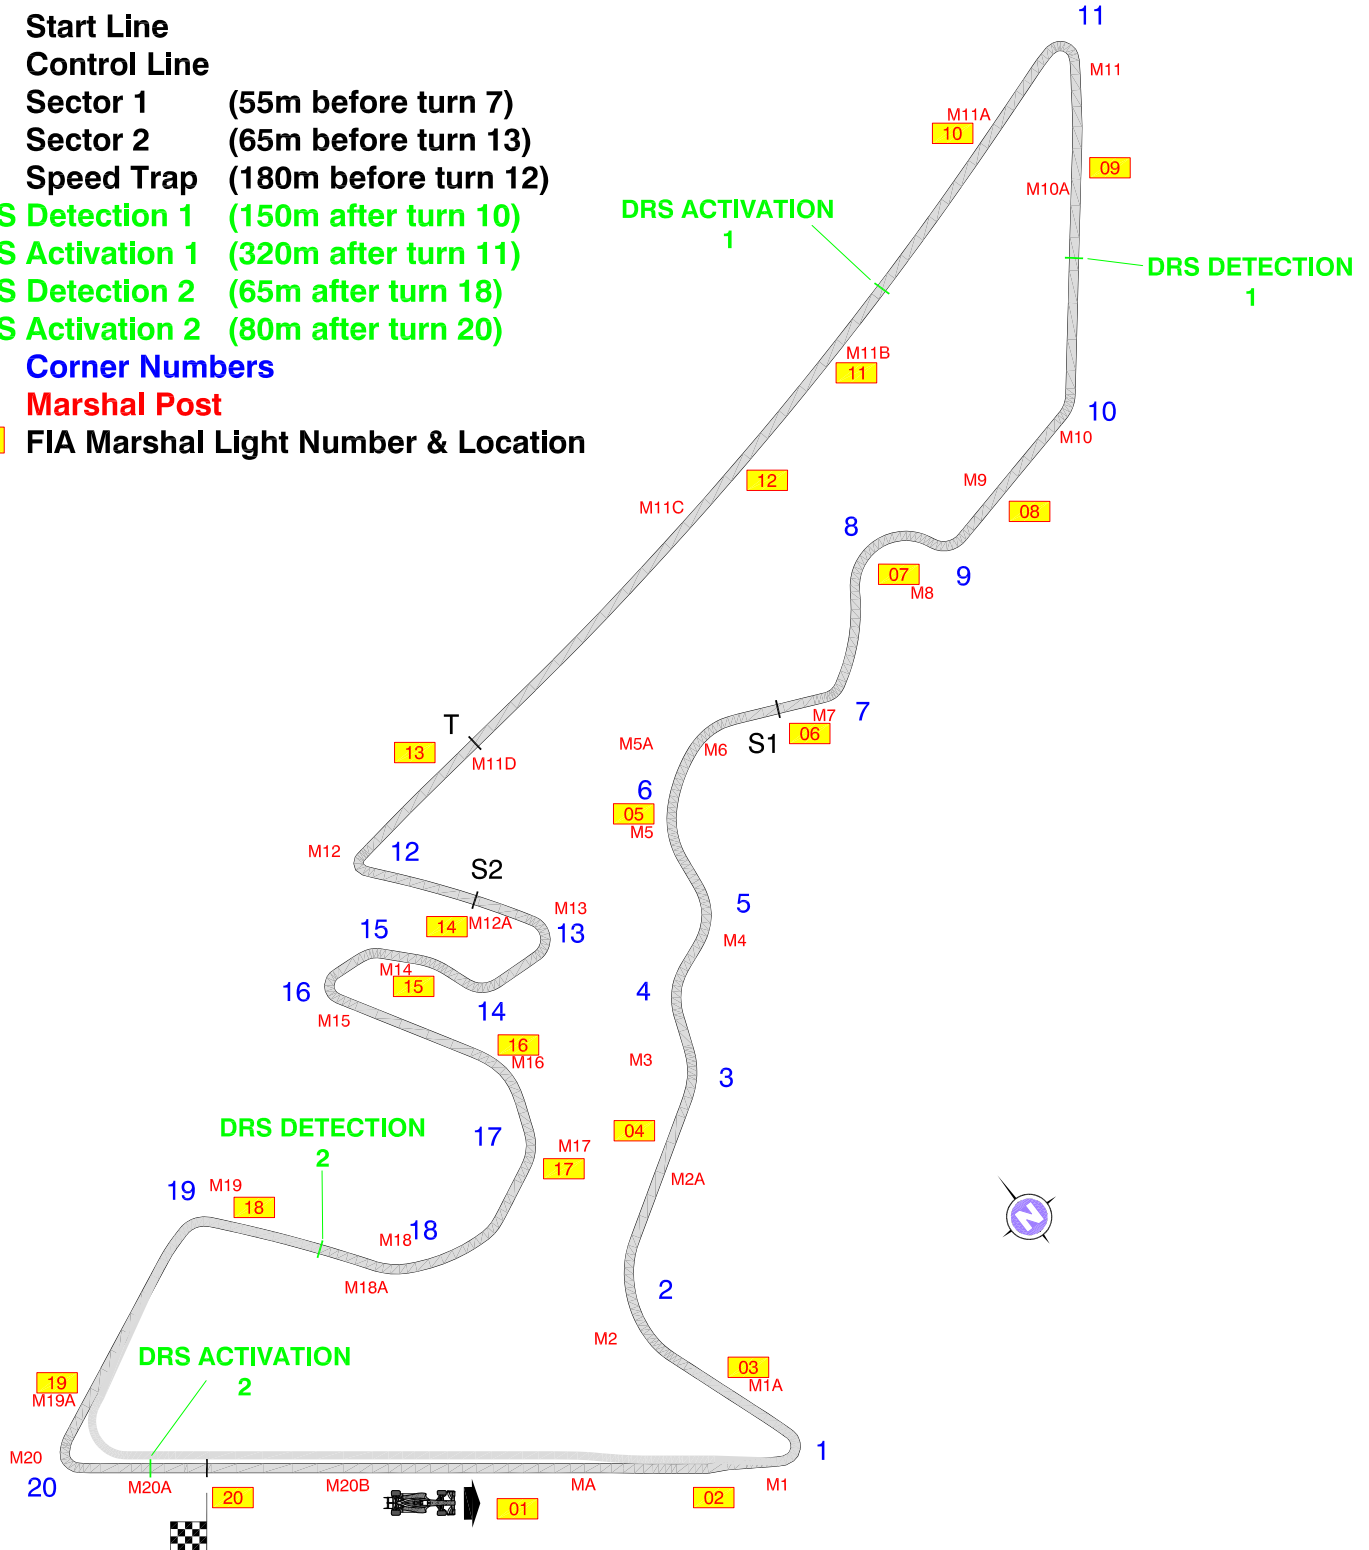 Start Line
Control Line
Sector 1 (55m before turn 7)
Sector 2 (65m before turn 13)
Speed Trap (180m before turn 12)
S Detection 1 (150m after turn 10)
S Activation 1 (320m after turn 11)
S Detection 2 (65m after turn 18)
S Activation 2 (80m after turn 20)
Corner Numbers
Marshal Post
FIA Marshal Light Number & Location
11
M11
M11A
10
09
M10A
DRS ACTIVATION
1
DRS DETECTION
1
M11B
11
10
M10
12
M9
M11C
08
8
07
9
M8
T
13
M11D
M7
7
06
S1
M5A
M6
6
05
M5
M12
12
S2
14
M12A
M13
13
5
M4
15
M14
15
16
14
4
M15
16
M16
M3
3
DRS DETECTION
2
17
M17
17
04
M2A
19
M19
18
M18
18
M18A
N
2
M2
DRS ACTIVATION
2
03
M1A
19
M19A
M20
20
M20A
20
M20B
01
MA
02
M1
1